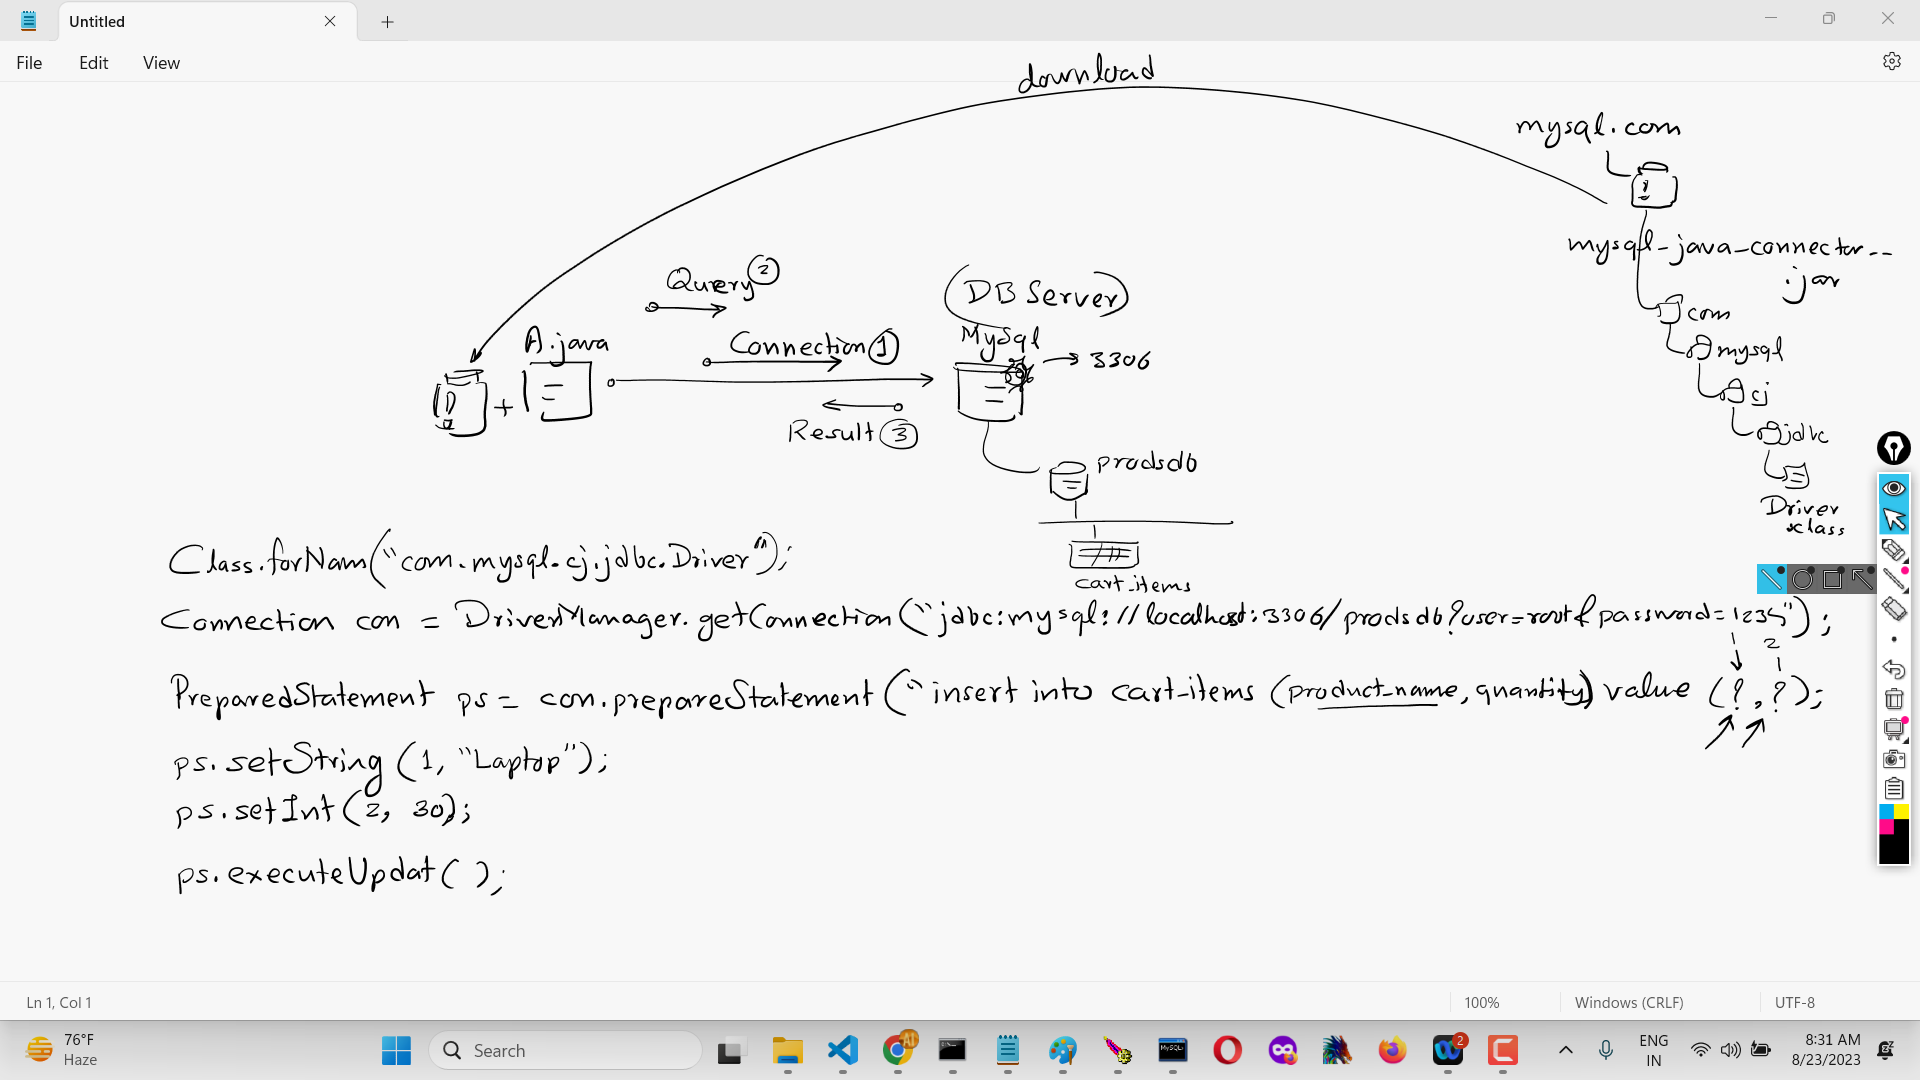 Untitled
File Edit View
download
mysql.com
mysql-java-connector--
.jar
com
mysql
cj
jdbc
Driver
class
Query 2
(DB Server)
A.java
Connection 1
MySql
3306
D
+
Result 3
prodsdb
cart_items
Class.forNam("com.mysql.cj.jdbc.Driver");
Connection con = DriverManager.getConnection("jdbc:mysql://localhost:3306/prodsdb?user=root&password=1234");
1 2
PreparedStatement ps = con.prepareStatement("insert into cart_items (product_name, quantity) value (?,?);
ps.setString (1, "Laptop");
ps.setInt(2, 30);
ps.executeUpdat( );
Ln 1, Col 1
100%
Windows (CRLF)
UTF-8
76°F
Haze
Search
ENG
IN
8:31 AM
8/23/2023